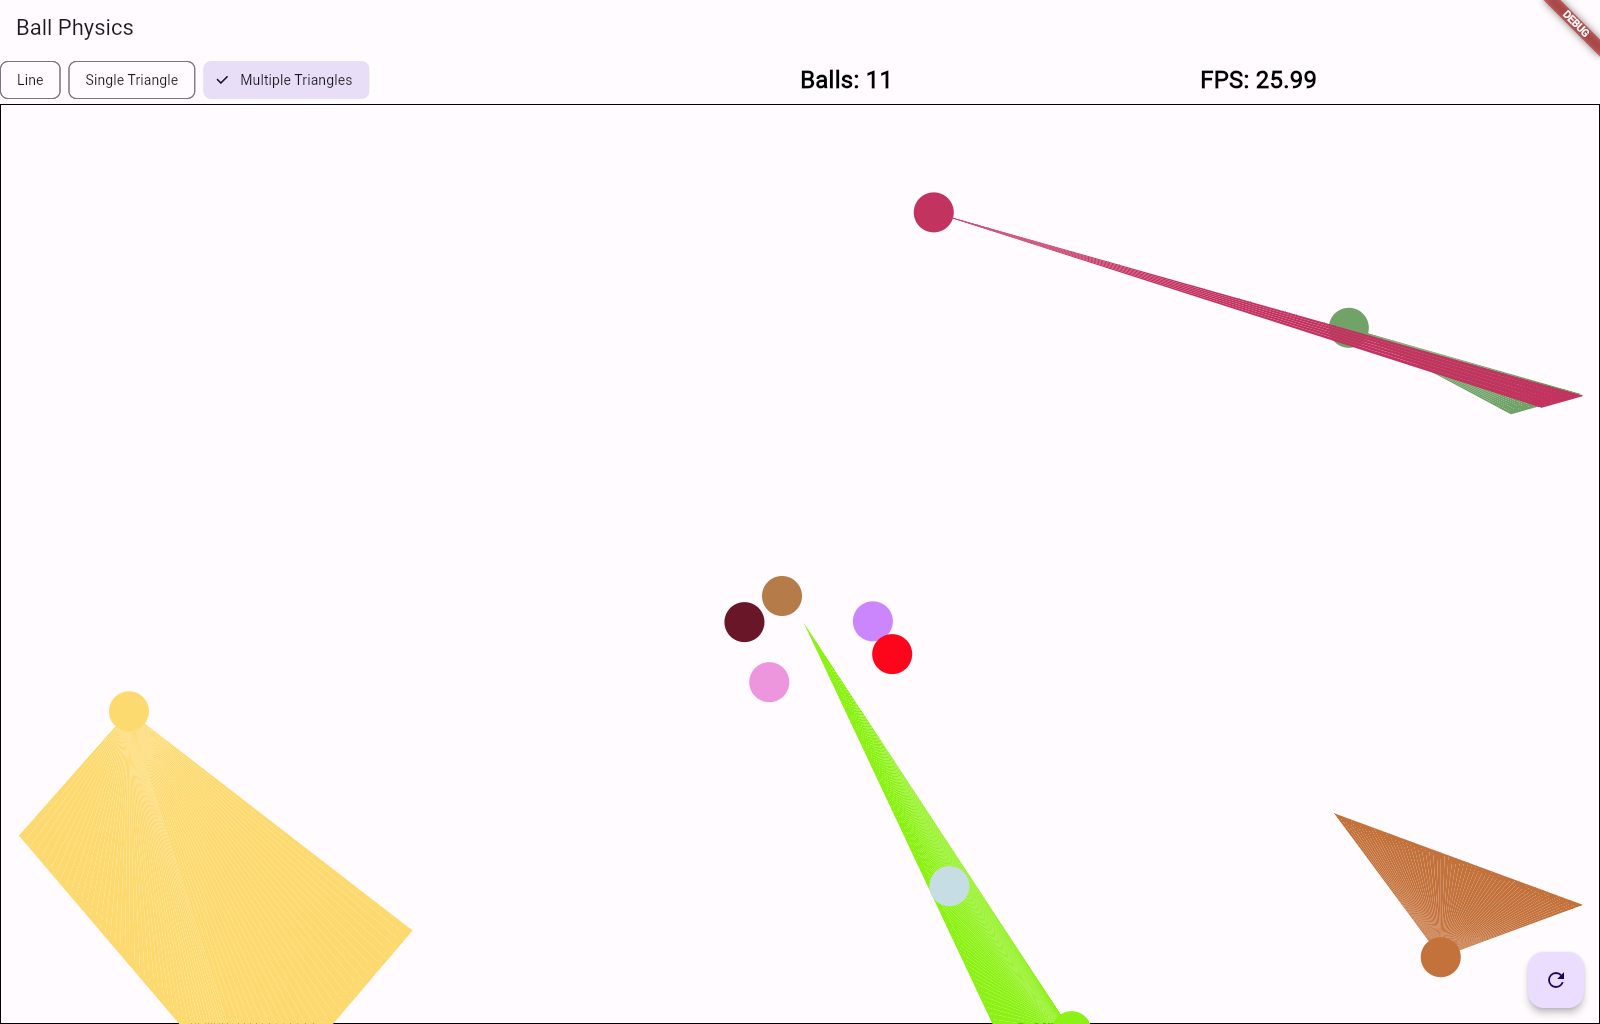 Ball Physics
DEBUG
Line
Single Triangle
Multiple Triangles
Balls: 11
FPS: 25.99